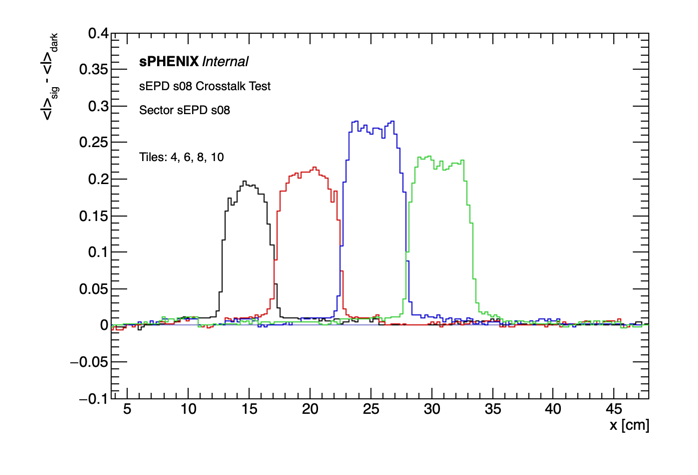 <I>sig - <I>dark
0.4
0.35
0.3
0.25
0.2
0.15
0.1
0.05
0
−0.05
−0.1
sPHENIX Internal
sEPD s08 Crosstalk Test
Sector sEPD s08
Tiles: 4, 6, 8, 10
5 10 15 20 25 30 35 40 45
x [cm]